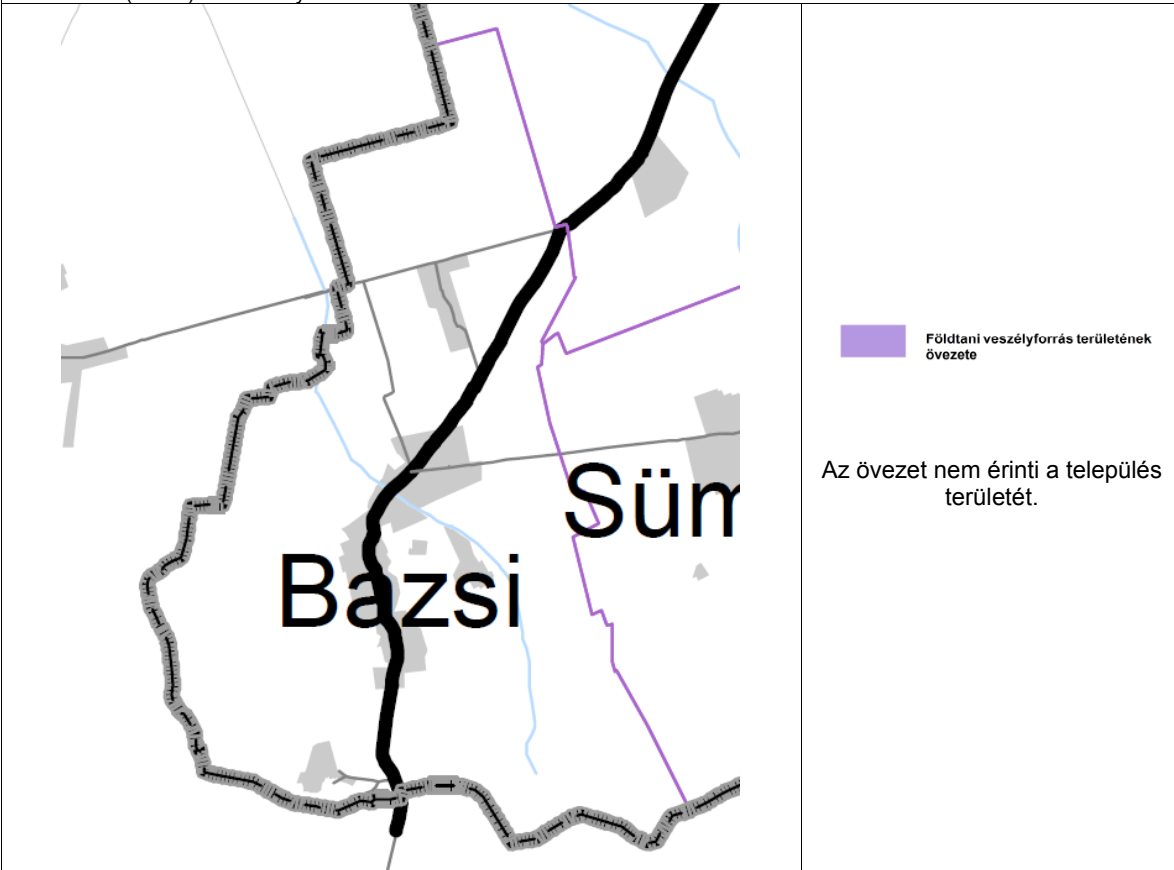 Bazsi
Süm
Földtani veszélyforrás területének
övezete
Az övezet nem érinti a település
területét.